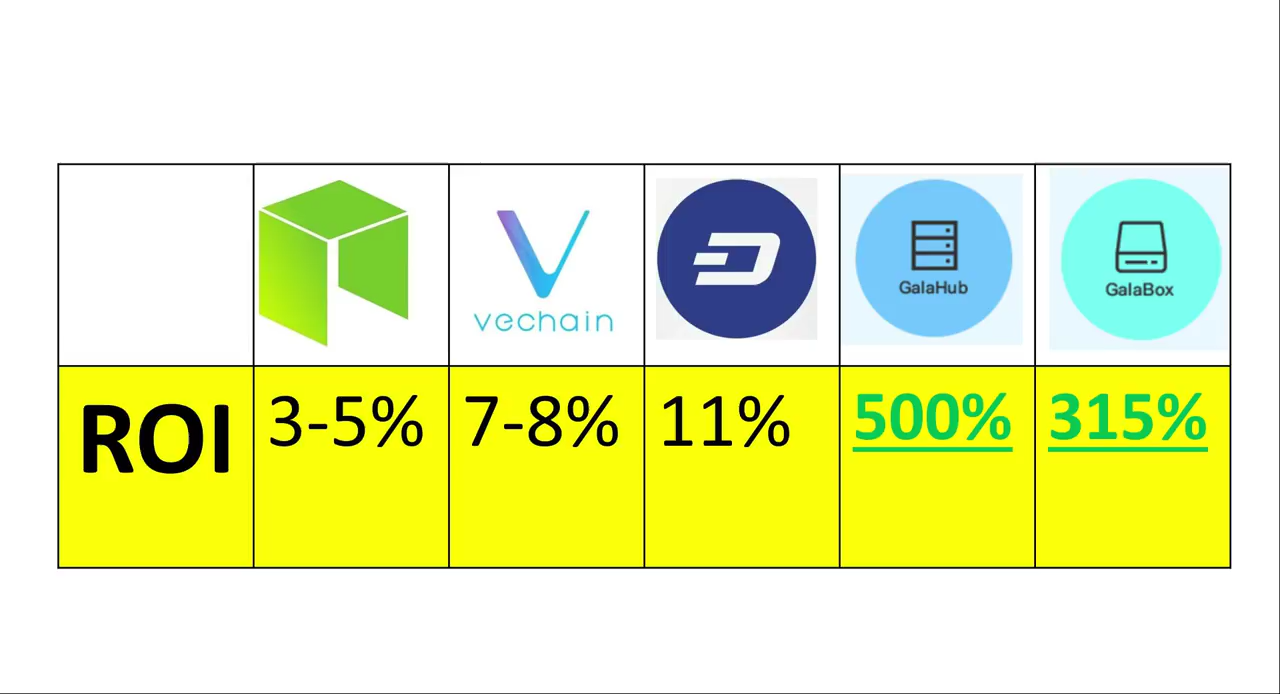 vechain
GalaHub
GalaBox
ROI
3-5%
7-8%
11%
500%
315%